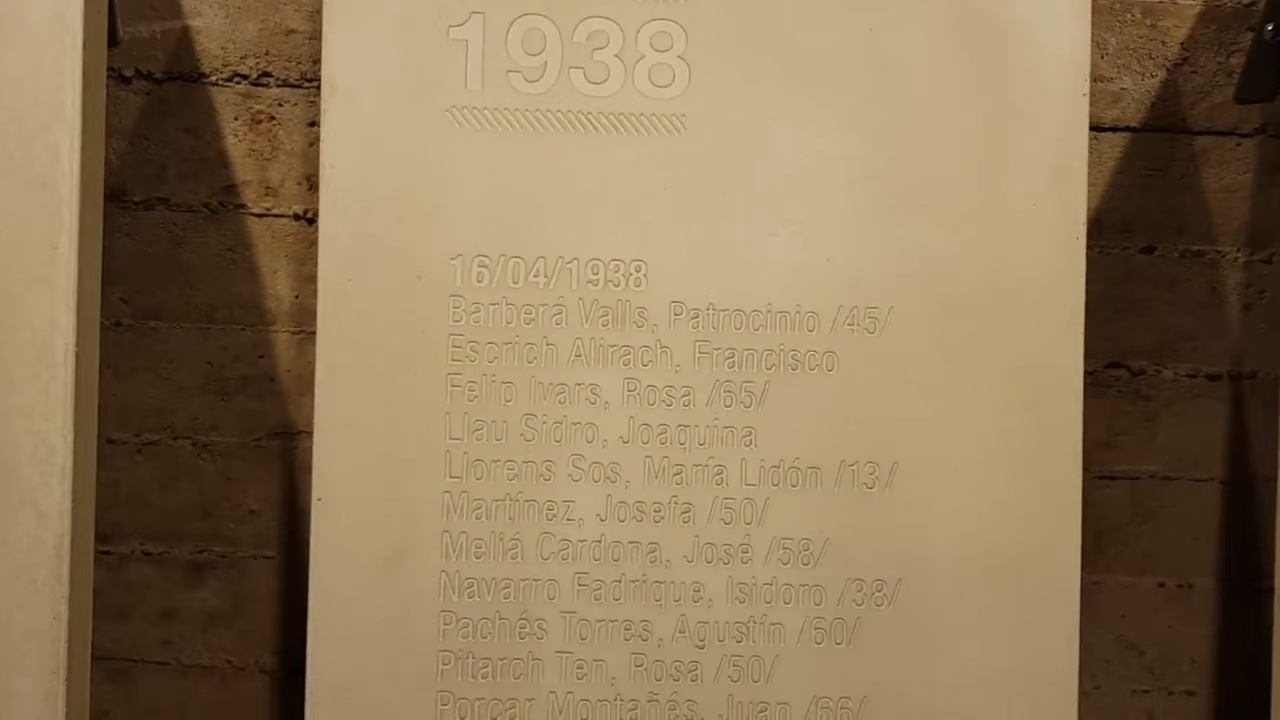 1938
16/04/1938
Barberá Valls, Patrocinio /45/
Escrich Alirach, Francisco
Felip Ivars, Rosa /65/
Llau Sidro, Joaquina
Llorens Sos, María Lidón /13/
Martínez, Josefa /50/
Meliá Cardona, José /58/
Navarro Fadrique, Isidoro /38/
Pachés Torres, Agustín /60/
Pitarch Ten, Rosa /50/
Porcar Montañés, Juan /66/